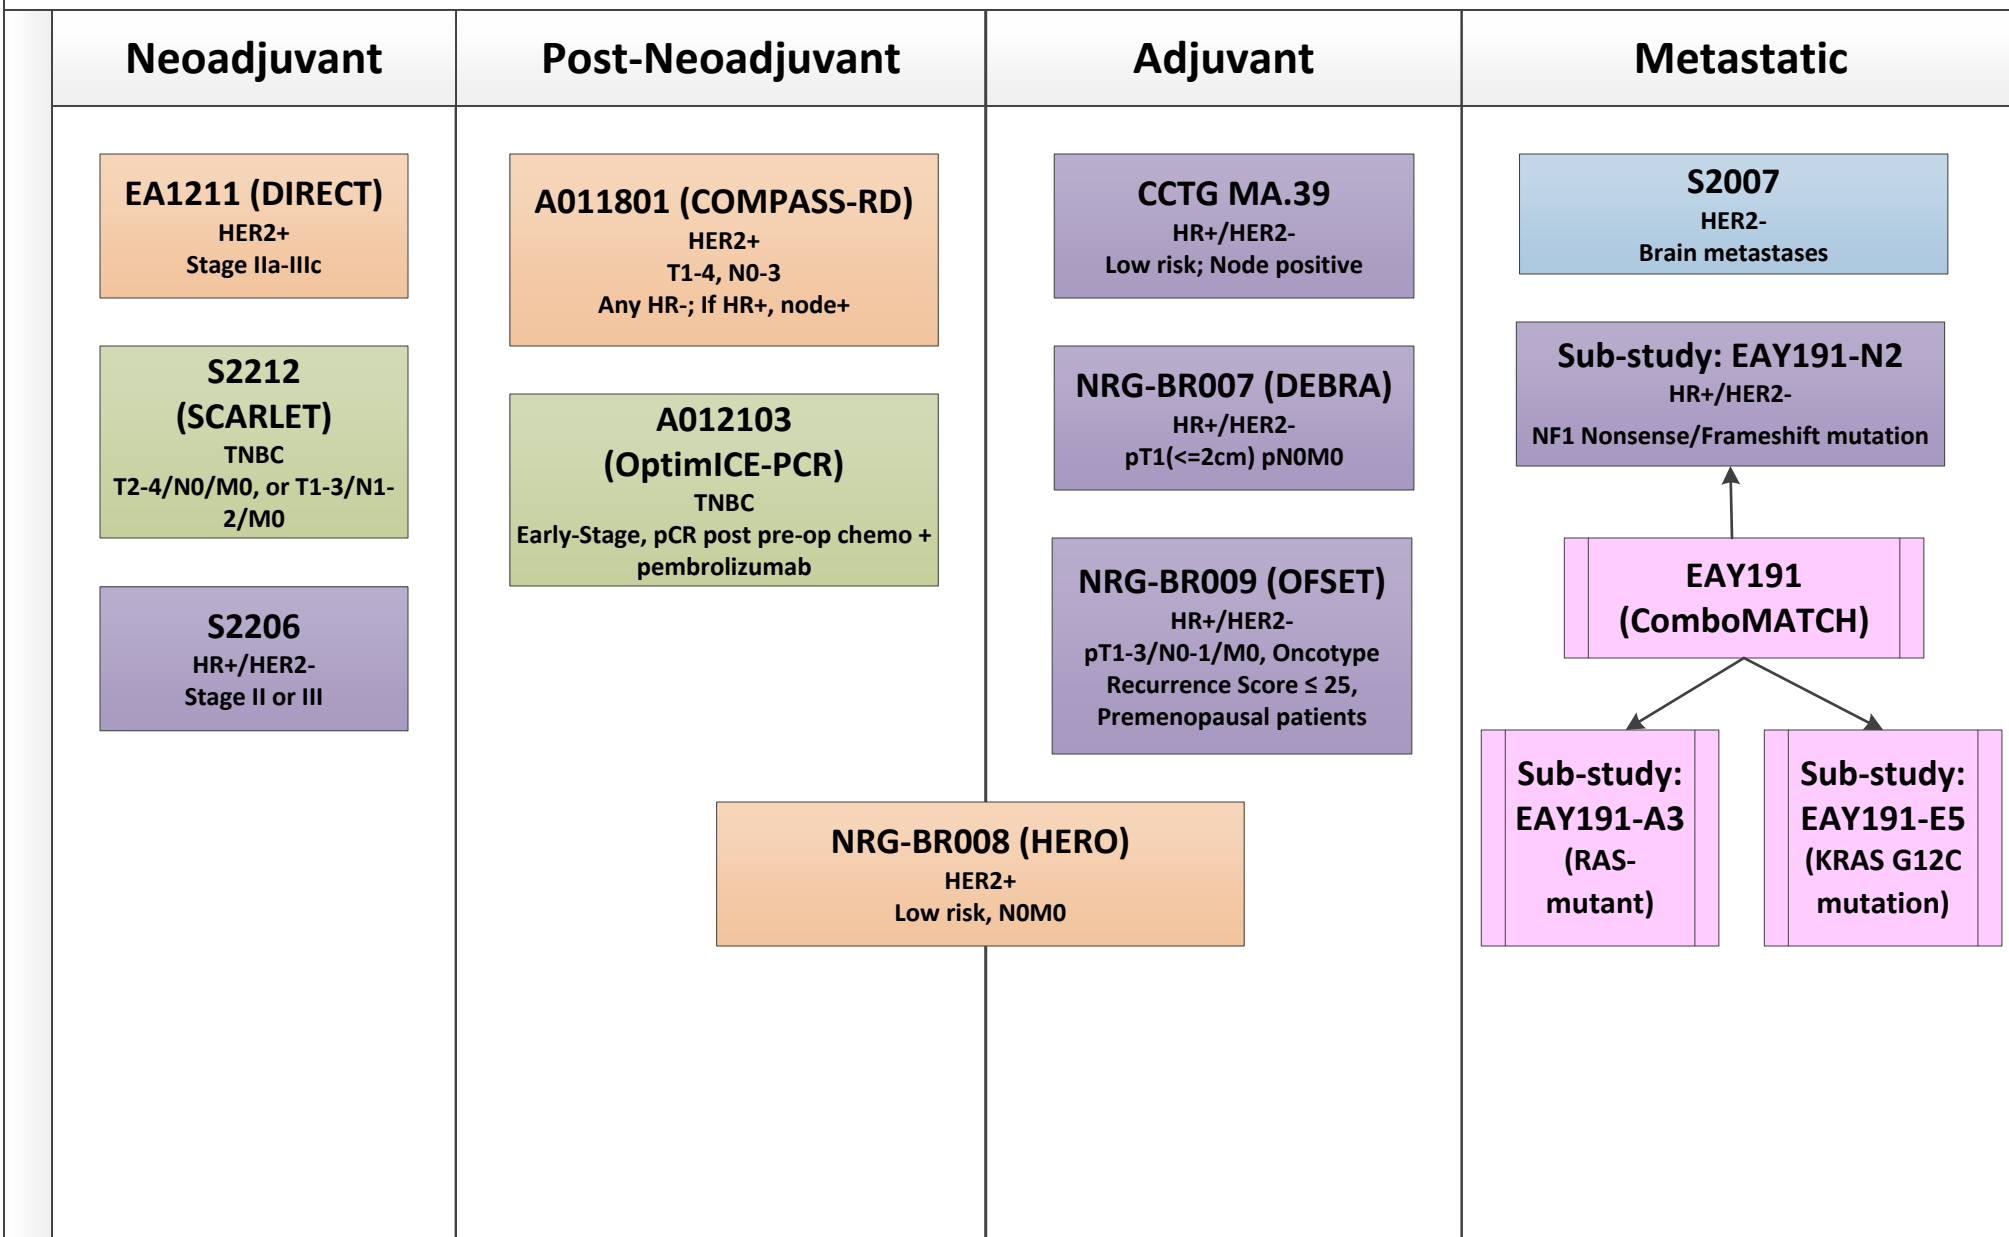 Neoadjuvant
Post-Neoadjuvant
Adjuvant
Metastatic
EA1211 (DIRECT)
HER2+
Stage IIa-IIIc
S2212
(SCARLET)
TNBC
T2-4/N0/M0, or T1-3/N1-
2/M0
S2206
HR+/HER2-
Stage II or III
A011801 (COMPASS-RD)
HER2+
T1-4, N0-3
Any HR-; If HR+, node+
A012103
(OptimICE-PCR)
TNBC
Early-Stage, pCR post pre-op chemo +
pembrolizumab
CCTG MA.39
HR+/HER2-
Low risk; Node positive
NRG-BR007 (DEBRA)
HR+/HER2-
pT1(<=2cm) pN0M0
NRG-BR009 (OFSET)
HR+/HER2-
pT1-3/N0-1/M0, Oncotype
Recurrence Score ≤ 25,
Premenopausal patients
NRG-BR008 (HERO)
HER2+
Low risk, N0M0
S2007
HER2-
Brain metastases
Sub-study: EAY191-N2
HR+/HER2-
NF1 Nonsense/Frameshift mutation
EAY191
(ComboMATCH)
Sub-study:
EAY191-A3
(RAS-
mutant)
Sub-study:
EAY191-E5
(KRAS G12C
mutation)